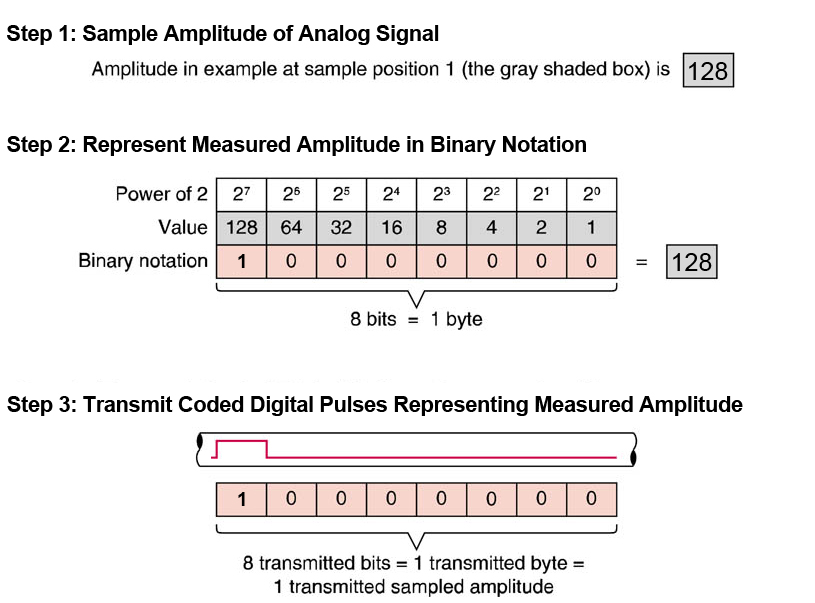 Step 1: Sample Amplitude of Analog Signal
Amplitude in example at sample position 1 (the gray shaded box) is 128
Step 2: Represent Measured Amplitude in Binary Notation
Power of 2 2⁷ 2⁶ 2⁵ 2⁴ 2³ 2² 2¹ 2⁰
Value 128 64 32 16 8 4 2 1
Binary notation 1 0 0 0 0 0 0 0 = 128
8 bits = 1 byte
Step 3: Transmit Coded Digital Pulses Representing Measured Amplitude
1 0 0 0 0 0 0 0
8 transmitted bits = 1 transmitted byte =
1 transmitted sampled amplitude